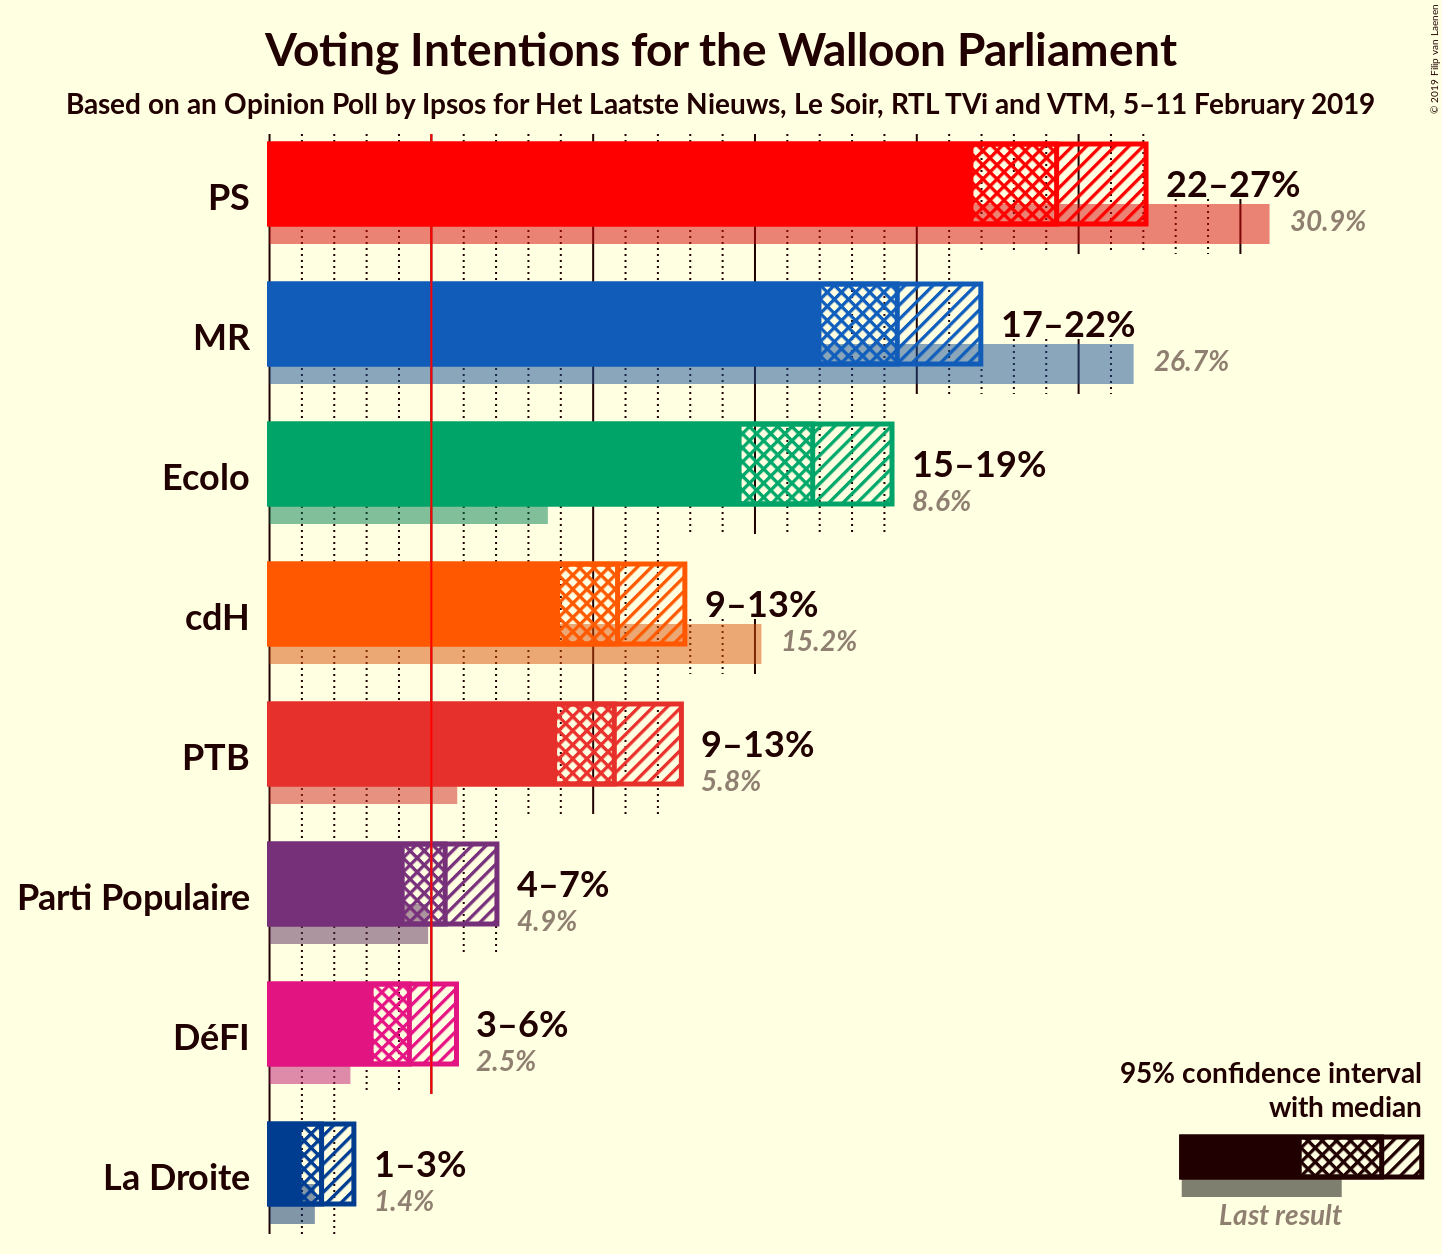 Voting Intentions for the Walloon Parliament
Based on an Opinion Poll by Ipsos for Het Laatste Nieuws, Le Soir, RTL TVi and VTM, 5–11 February 2019
© 2019 Filip van Laenen
PS
22–27%
30.9%
MR
17–22%
26.7%
Ecolo
15–19%
8.6%
cdH
9–13%
15.2%
PTB
9–13%
5.8%
Parti Populaire
4–7%
4.9%
DéFI
3–6%
2.5%
La Droite
1–3%
1.4%
95% confidence interval
with median
Last result